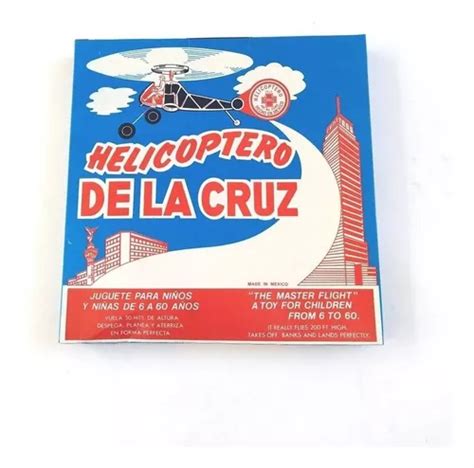 HELICOPTERO
HELICOPTERO
DE LA CRUZ
MADE IN MEXICO
JUGUETE PARA NIÑOS
Y NIÑAS DE 6 A 60 AÑOS
VUELA 50 MTS. DE ALTURA
DESPEGA, PLANEA Y ATERRIZA
EN FORMA PERFECTA.
"THE MASTER FLIGHT"
A TOY FOR CHILDREN
FROM 6 TO 60.
IT REALLY FLIES 200 FT. HIGH.
TAKES OFF, BANKS AND LANDS PERFECTLY.